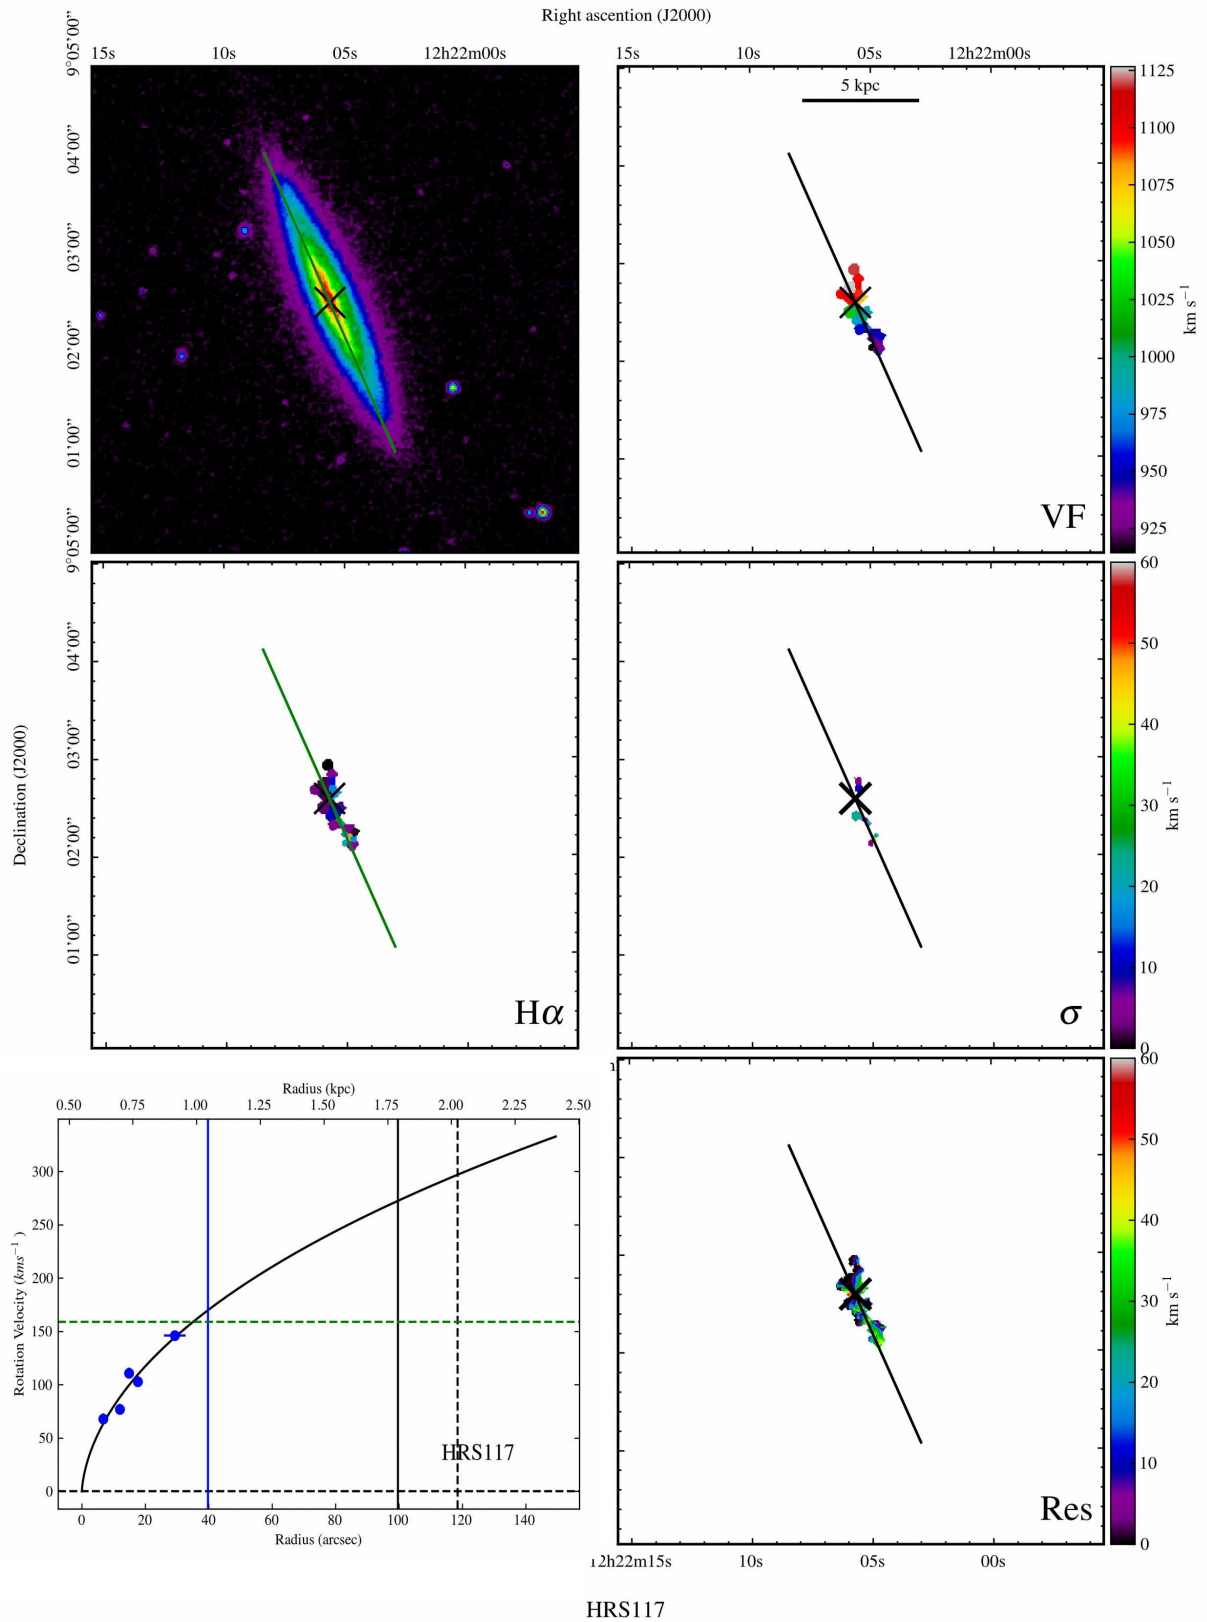 Right ascention (J2000)
15s 10s 05s 12h22m00s 15s 10s 05s 12h22m00s
9°05'00" 04'00" 03'00" 02'00" 01'00" 9°05'00"
5 kpc
VF
1125
1100
1075
1050
1025
1000
975
950
925
km s⁻¹
Declination (J2000)
04'00" 03'00" 02'00" 01'00"
Hα
σ
60
50
40
30
20
10
0
km s⁻¹
Radius (kpc)
0.50 0.75 1.00 1.25 1.50 1.75 2.00 2.25 2.50
Rotation Velocity (kms⁻¹)
300
250
200
150
100
50
0
HRS117
0 20 40 60 80 100 120 140
Radius (arcsec)
Res
60
50
40
30
20
10
0
km s⁻¹
12h22m15s 10s 05s 00s
HRS117